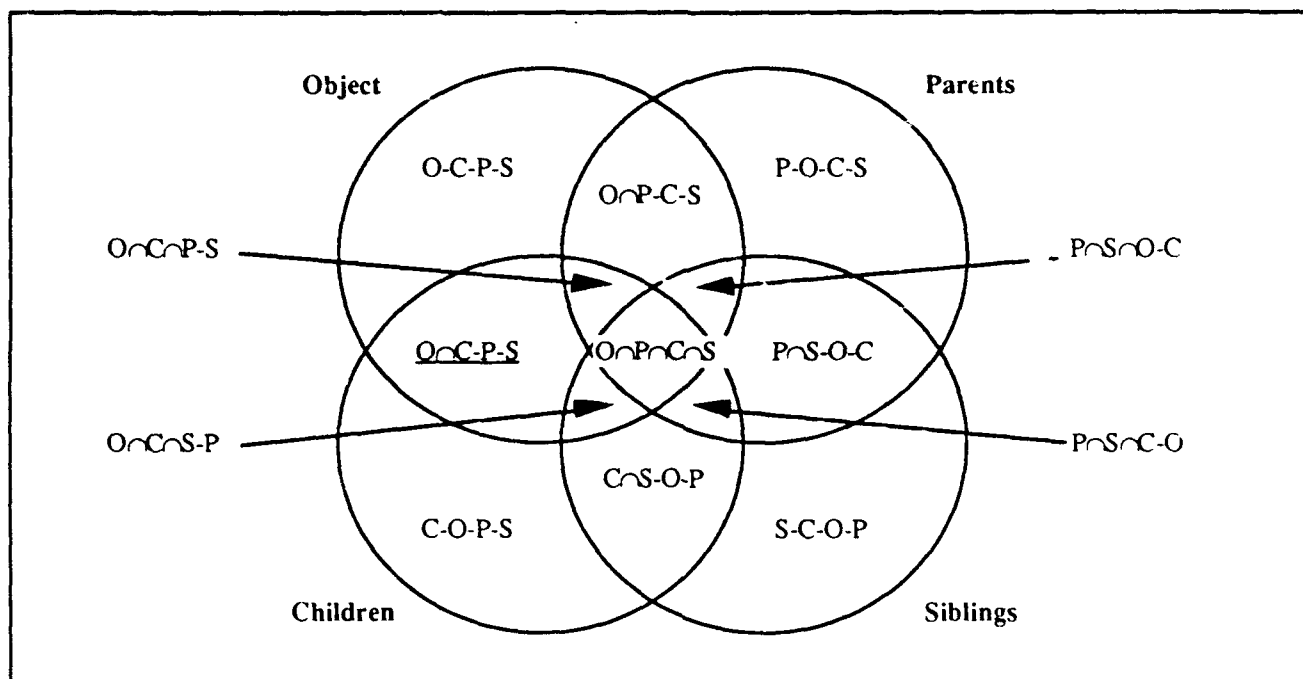 Object
Parents
O-C-P-S
O∩P-C-S
P-O-C-S
O∩C∩P-S
P∩S∩O-C
O∩C-P-S
O∩P∩C∩S
P∩S-O-C
O∩C∩S-P
P∩S∩C-O
C∩S-O-P
C-O-P-S
S-C-O-P
Children
Siblings